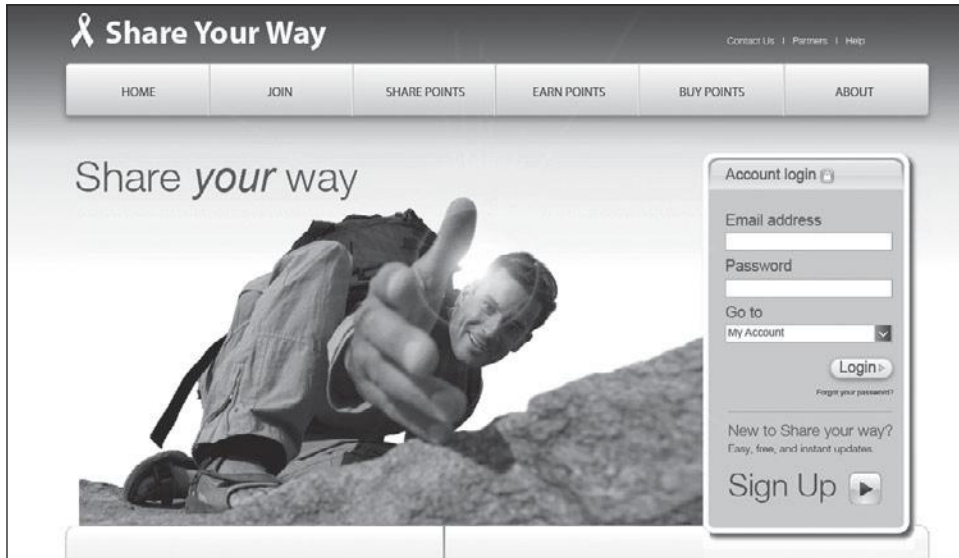 Share Your Way
Contact Us | Parmers | Help
HOME JOIN SHARE POINTS EARN POINTS BUY POINTS ABOUT
Share your way
Account login
Email address
Password
Go to
My Account
Login
Forgot your password?
New to Share your way?
Easy, free, and instant updates.
Sign Up